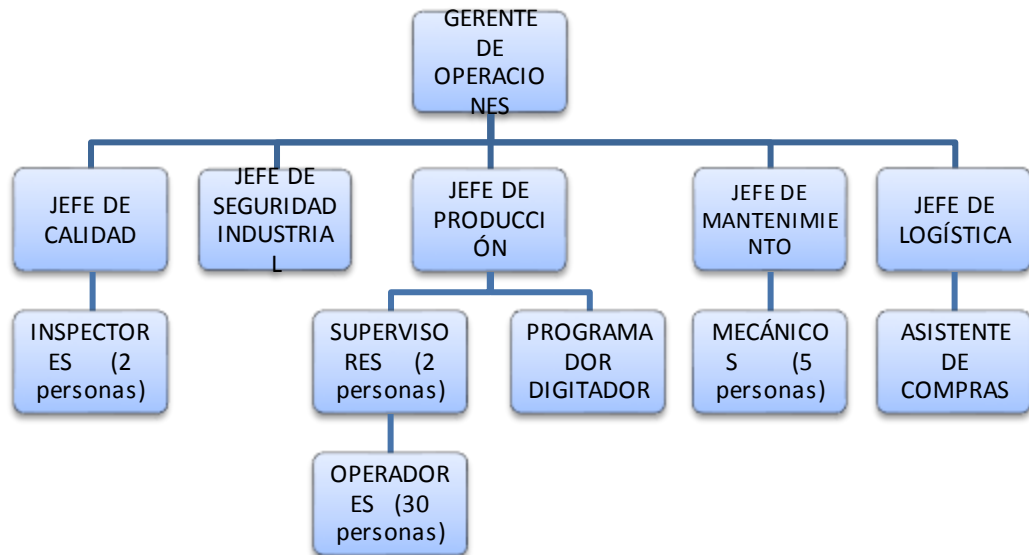 GERENTE
DE
OPERACIO
NES
JEFE DE
CALIDAD
JEFE DE
SEGURIDAD
INDUSTRIA
L
JEFE DE
PRODUCCI
ÓN
JEFE DE
MANTENIMIE
NTO
JEFE DE
LOGÍSTICA
INSPECTOR
ES (2
personas)
SUPERVISO
RES (2
personas)
PROGRAMA
DOR
DIGITADOR
MECÁNICO
S (5
personas)
ASISTENTE
DE
COMPRAS
OPERADOR
ES (30
personas)